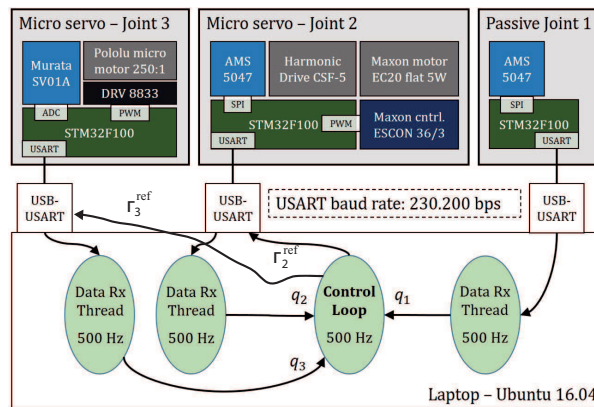 Micro servo – Joint 3
Murata
SV01A
Pololu micro
motor 250:1
DRV 8833
ADC
PWM
STM32F100
USART
Micro servo – Joint 2
AMS
5047
Harmonic
Drive CSF-5
Maxon motor
EC20 flat 5W
SPI
STM32F100
PWM
Maxon cntrl.
ESCON 36/3
USART
Passive Joint 1
AMS
5047
SPI
STM32F100
USART
USB-
USART
Γ3^ref
USB-
USART
USART baud rate: 230.200 bps
USB-
USART
Γ2^ref
Data Rx
Thread
500 Hz
Data Rx
Thread
500 Hz
q2
Control
Loop
500 Hz
q1
Data Rx
Thread
500 Hz
q3
Laptop – Ubuntu 16.04